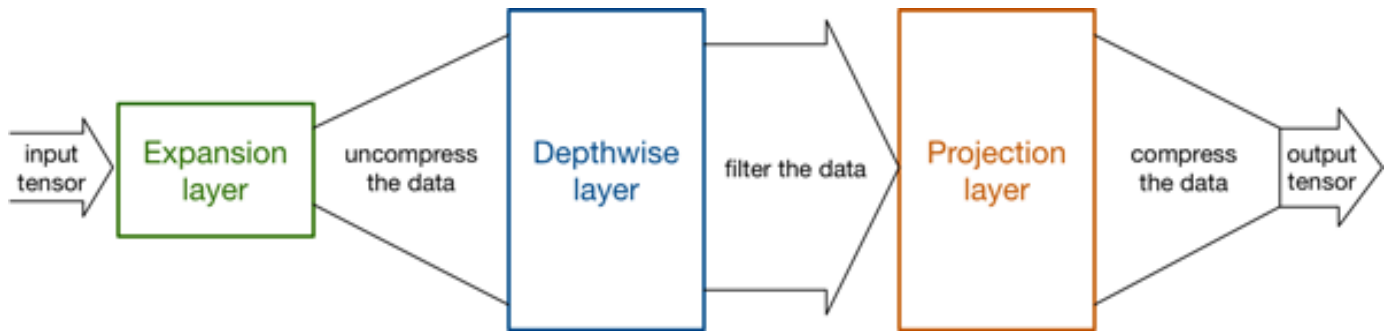 input
tensor
Expansion
layer
uncompress
the data
Depthwise
layer
filter the data
Projection
layer
compress
the data
output
tensor